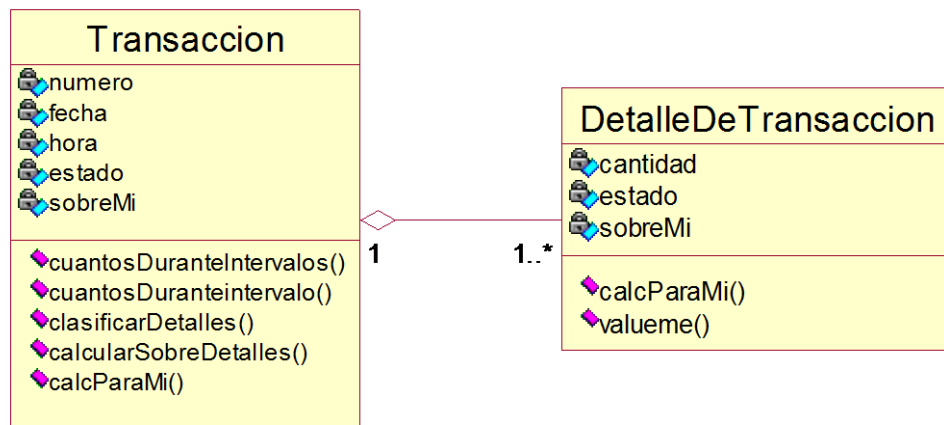 Transaccion
numero
fecha
hora
estado
sobreMi
cuantosDuranteIntervalos()
cuantosDuranteintervalo()
clasificarDetalles()
calcularSobreDetalles()
calcParaMi()
1
1..*
DetalleDeTransaccion
cantidad
estado
sobreMi
calcParaMi()
valueme()